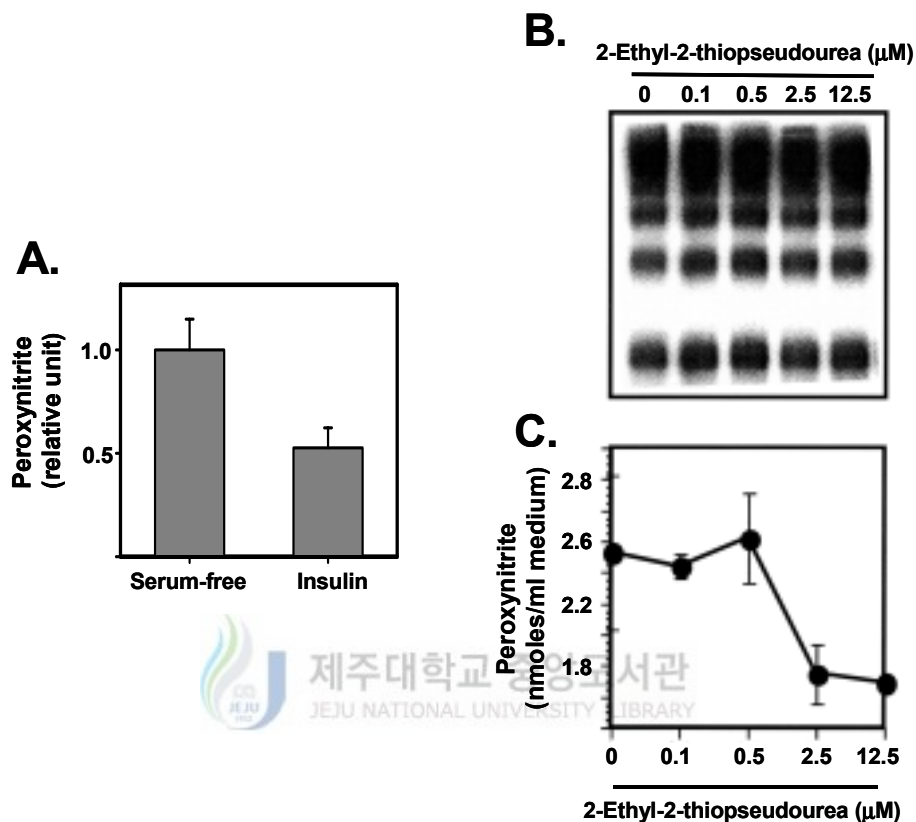 A.
Peroxynitrite
(relative unit)
1.0
0.5
Serum-free Insulin
B.
2-Ethyl-2-thiopseudourea (μM)
0 0.1 0.5 2.5 12.5
C.
Peroxynitrite
(nmoles/ml medium)
2.8
2.6
2.2
1.8
0 0.1 0.5 2.5 12.5
2-Ethyl-2-thiopseudourea (μM)
제주대학교 중앙도서관
JEJU NATIONAL UNIVERSITY LIBRARY
JEJU
1952